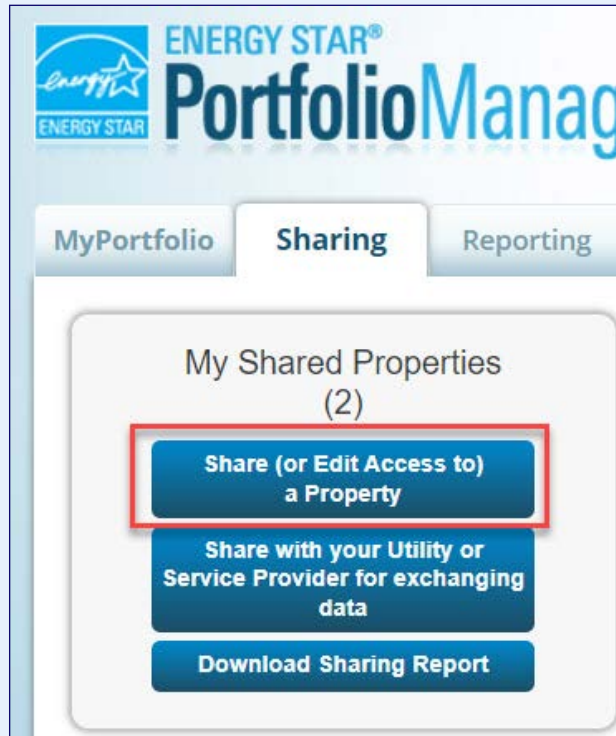 energy
ENERGY STAR
ENERGY STAR®
PortfolioManag
MyPortfolio
Sharing
Reporting
My Shared Properties
(2)
Share (or Edit Access to)
a Property
Share with your Utility or
Service Provider for exchanging
data
Download Sharing Report